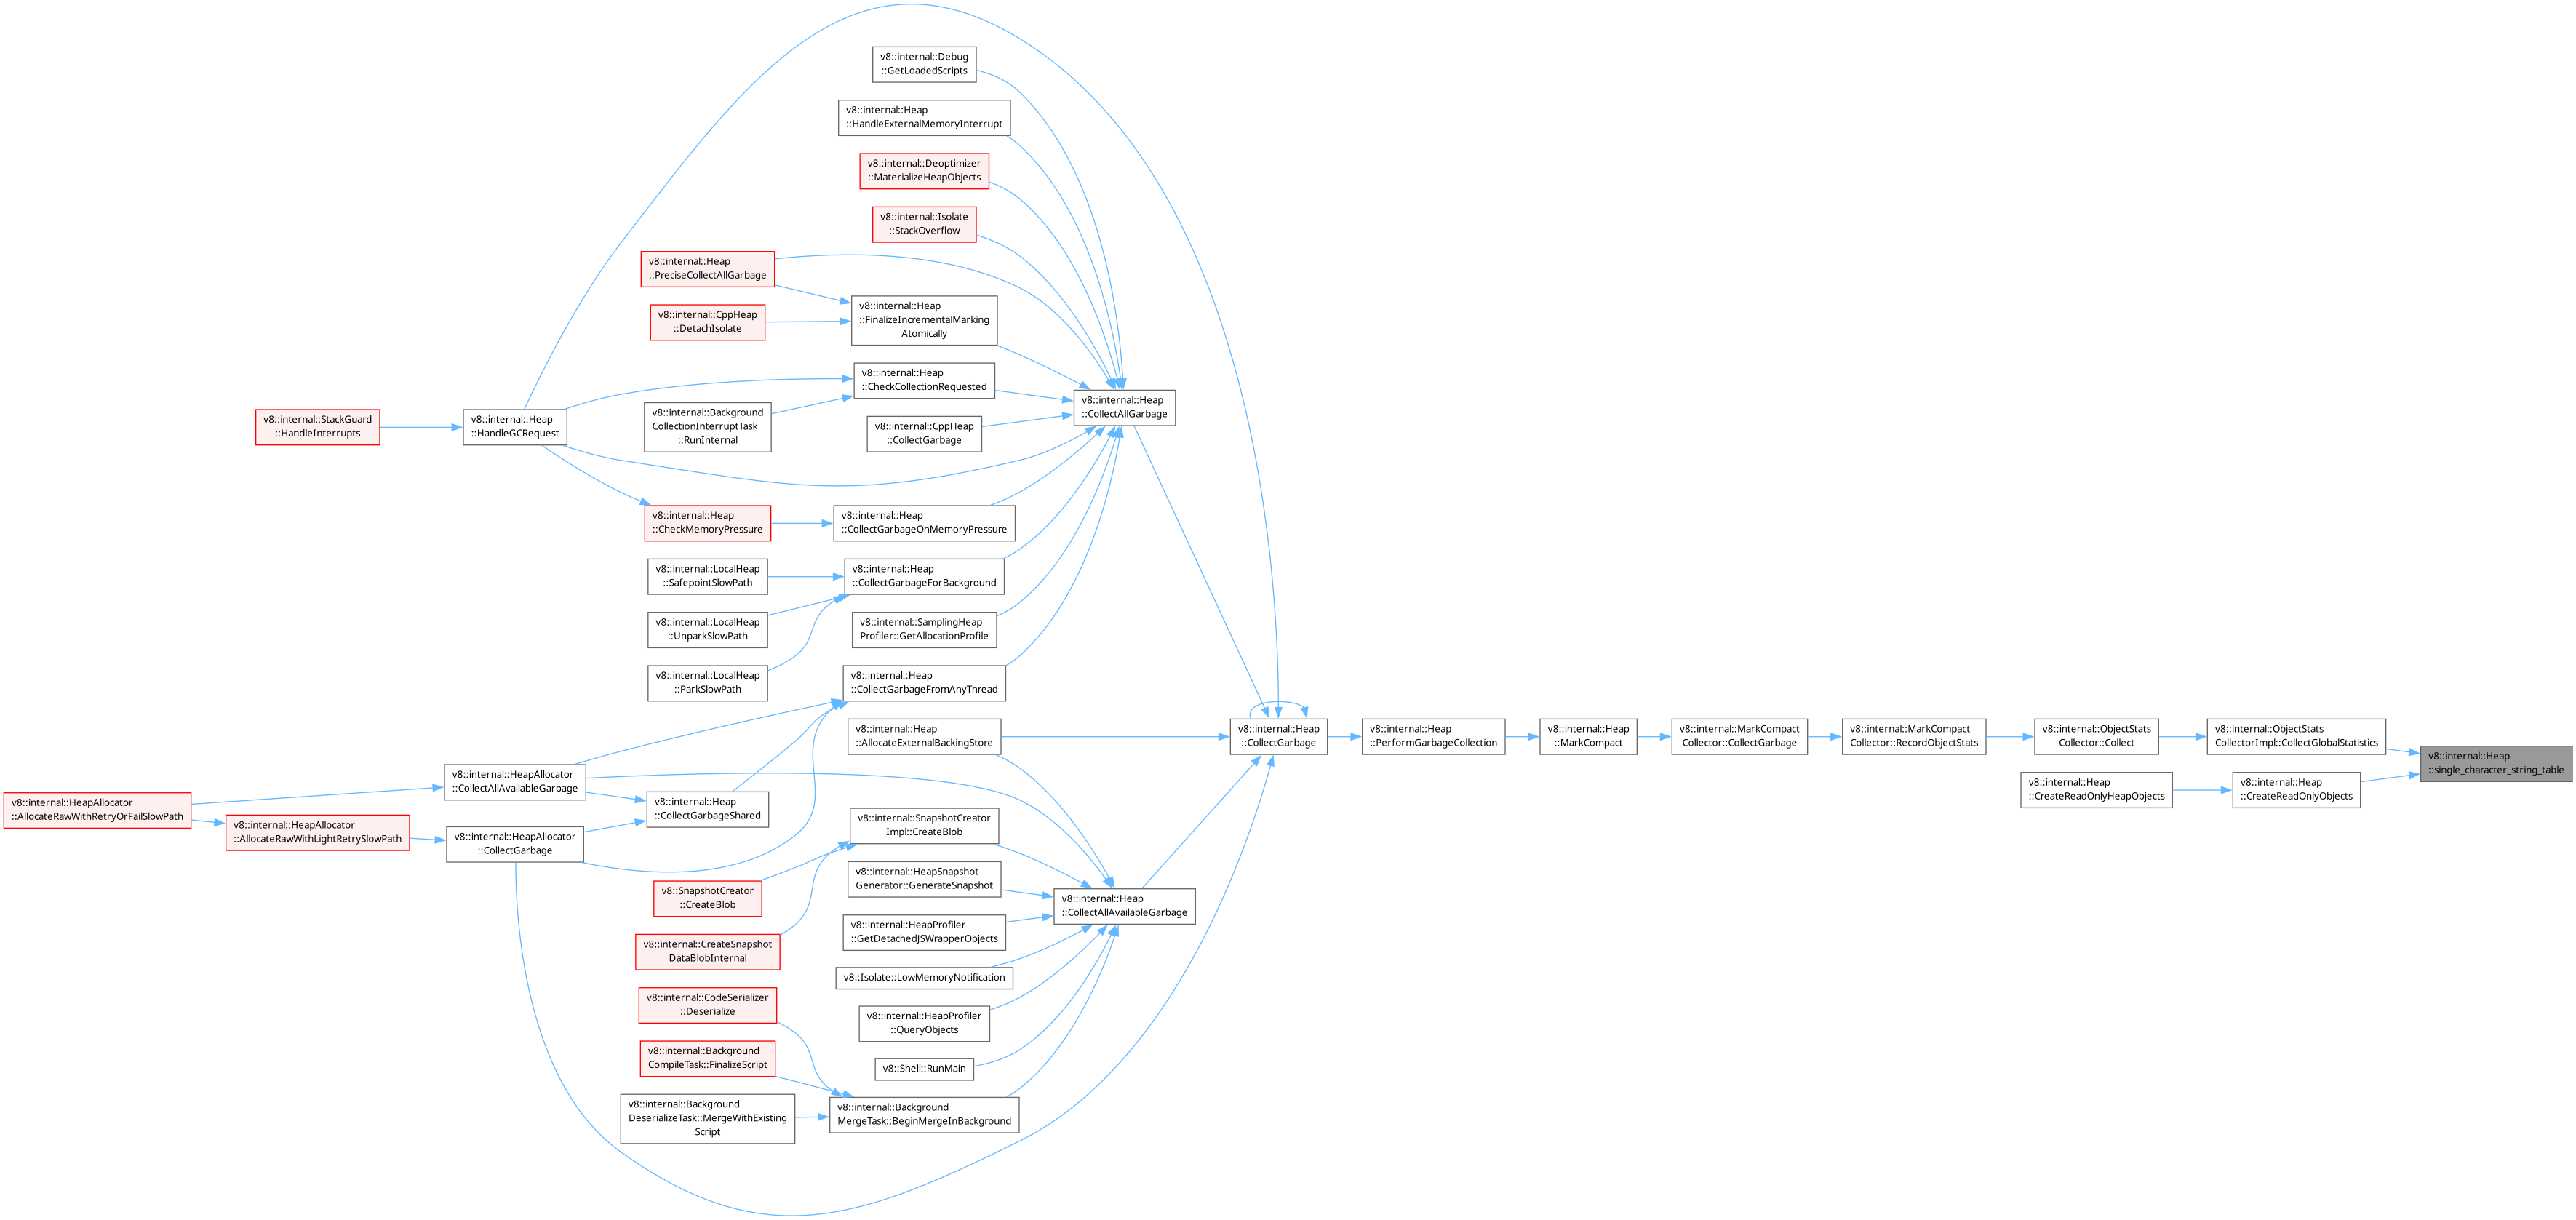 v8::internal::Debug
::GetLoadedScripts
v8::internal::Heap
::HandleExternalMemoryInterrupt
v8::internal::Deoptimizer
::MaterializeHeapObjects
v8::internal::Isolate
::StackOverflow
v8::internal::Heap
::PreciseCollectAllGarbage
v8::internal::Heap
::FinalizeIncrementalMarking
Atomically
v8::internal::CppHeap
::DetachIsolate
v8::internal::Heap
::CheckCollectionRequested
v8::internal::Heap
::CollectAllGarbage
v8::internal::StackGuard
::HandleInterrupts
v8::internal::Heap
::HandleGCRequest
v8::internal::Background
CollectionInterruptTask
::RunInternal
v8::internal::CppHeap
::CollectGarbage
v8::internal::Heap
::CheckMemoryPressure
v8::internal::Heap
::CollectGarbageOnMemoryPressure
v8::internal::LocalHeap
::SafepointSlowPath
v8::internal::Heap
::CollectGarbageForBackground
v8::internal::LocalHeap
::UnparkSlowPath
v8::internal::SamplingHeap
Profiler::GetAllocationProfile
v8::internal::LocalHeap
::ParkSlowPath
v8::internal::Heap
::CollectGarbageFromAnyThread
v8::internal::Heap
::AllocateExternalBackingStore
v8::internal::Heap
::CollectGarbage
v8::internal::Heap
::PerformGarbageCollection
v8::internal::Heap
::MarkCompact
v8::internal::MarkCompact
Collector::CollectGarbage
v8::internal::MarkCompact
Collector::RecordObjectStats
v8::internal::ObjectStats
Collector::Collect
v8::internal::ObjectStats
CollectorImpl::CollectGlobalStatistics
v8::internal::Heap
::single_character_string_table
v8::internal::Heap
::CreateReadOnlyHeapObjects
v8::internal::Heap
::CreateReadOnlyObjects
v8::internal::HeapAllocator
::CollectAllAvailableGarbage
v8::internal::HeapAllocator
::AllocateRawWithRetryOrFailSlowPath
v8::internal::HeapAllocator
::AllocateRawWithLightRetrySlowPath
v8::internal::Heap
::CollectGarbageShared
v8::internal::HeapAllocator
::CollectGarbage
v8::internal::SnapshotCreator
Impl::CreateBlob
v8::SnapshotCreator
::CreateBlob
v8::internal::HeapSnapshot
Generator::GenerateSnapshot
v8::internal::Heap
::CollectAllAvailableGarbage
v8::internal::HeapProfiler
::GetDetachedJSWrapperObjects
v8::internal::CreateSnapshot
DataBlobInternal
v8::Isolate::LowMemoryNotification
v8::internal::CodeSerializer
::Deserialize
v8::internal::HeapProfiler
::QueryObjects
v8::internal::Background
CompileTask::FinalizeScript
v8::Shell::RunMain
v8::internal::Background
DeserializeTask::MergeWithExisting
Script
v8::internal::Background
MergeTask::BeginMergeInBackground